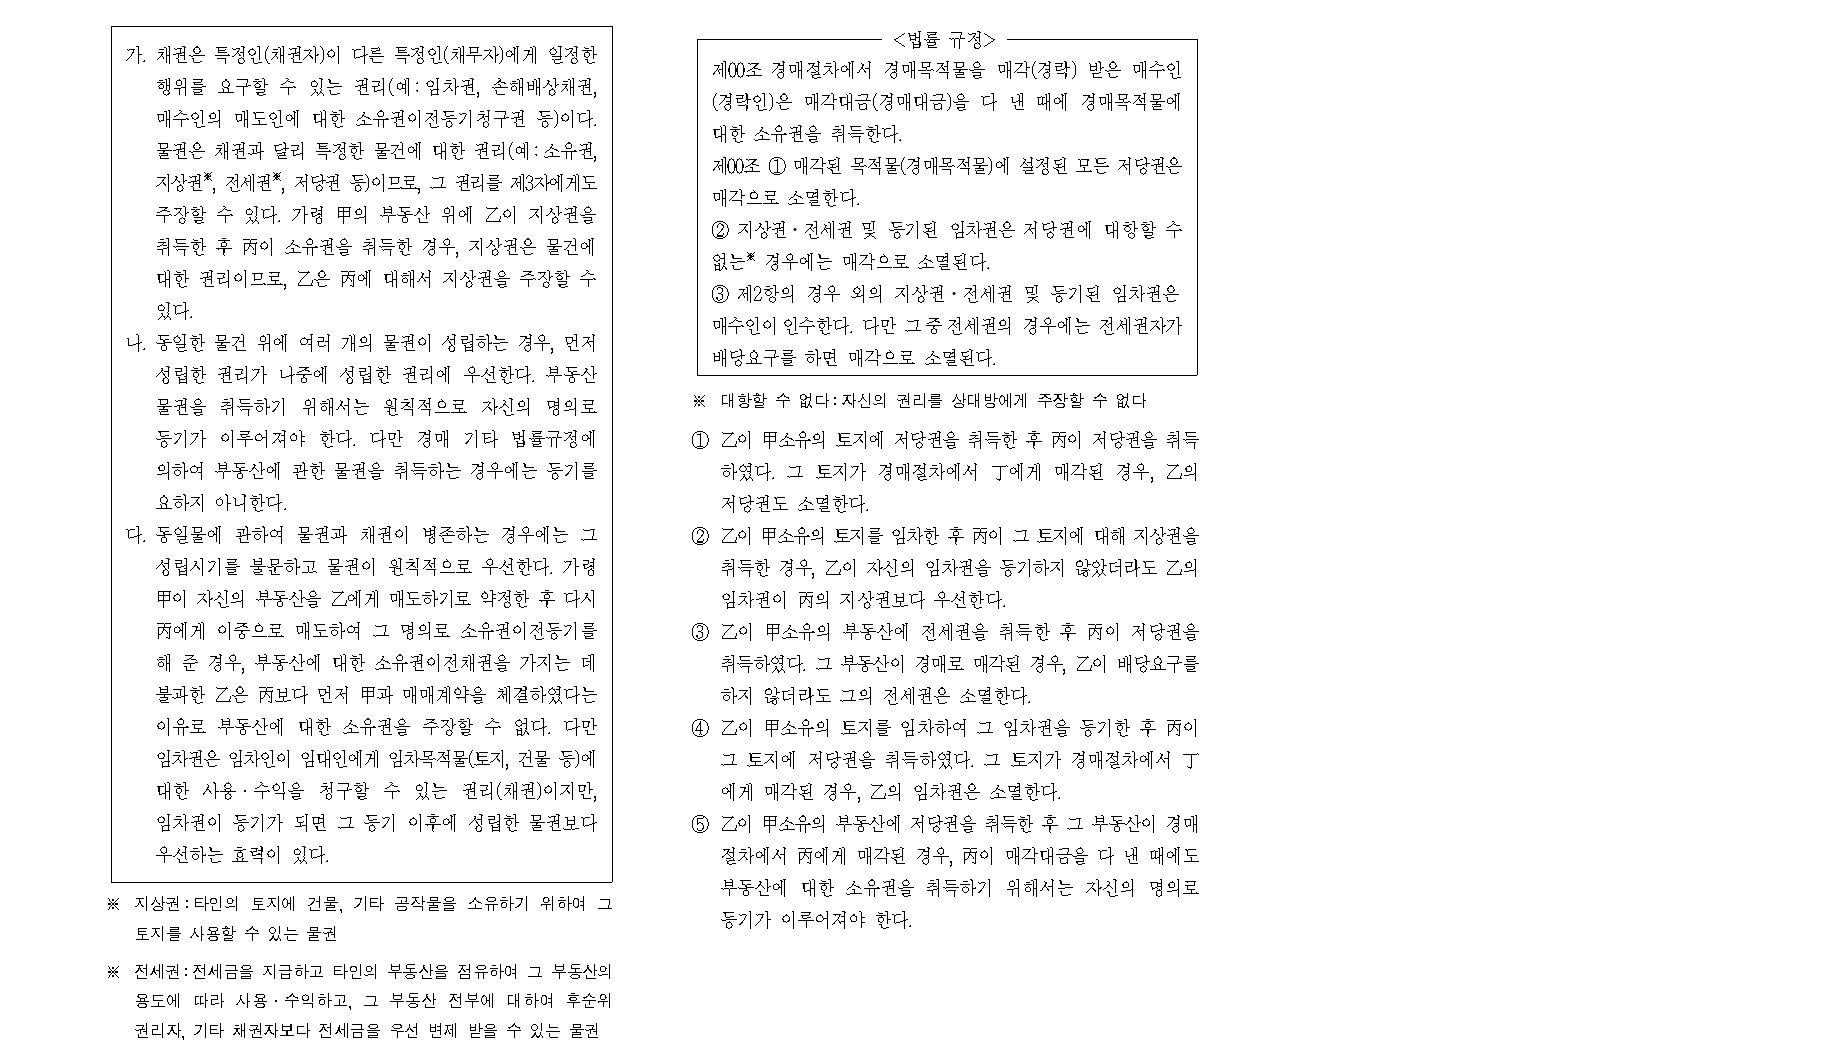 가. 채권은 특정인(채권자)이 다른 특정인(채무자)에게 일정한
행위를 요구할 수 있는 권리(예: 임차권, 손해배상채권,
매수인의 매도인에 대한 소유권이전등기청구권 등)이다.
물권은 채권과 달리 특정한 물건에 대한 권리(예: 소유권,
지상권※, 전세권※, 저당권 등)이므로, 그 권리를 제3자에게도
주장할 수 있다. 가령 甲의 부동산 위에 乙이 지상권을
취득한 후 丙이 소유권을 취득한 경우, 지상권은 물건에
대한 권리이므로, 乙은 丙에 대해서 지상권을 주장할 수
있다.
나. 동일한 물건 위에 여러 개의 물권이 성립하는 경우, 먼저
성립한 권리가 나중에 성립한 권리에 우선한다. 부동산
물권을 취득하기 위해서는 원칙적으로 자신의 명의로
등기가 이루어져야 한다. 다만 경매 기타 법률규정에
의하여 부동산에 관한 물권을 취득하는 경우에는 등기를
요하지 아니한다.
다. 동일물에 관하여 물권과 채권이 병존하는 경우에는 그
성립시기를 불문하고 물권이 원칙적으로 우선한다. 가령
甲이 자신의 부동산을 乙에게 매도하기로 약정한 후 다시
丙에게 이중으로 매도하여 그 명의로 소유권이전등기를
해 준 경우, 부동산에 대한 소유권이전채권을 가지는 데
불과한 乙은 丙보다 먼저 甲과 매매계약을 체결하였다는
이유로 부동산에 대한 소유권을 주장할 수 없다. 다만
임차권은 임차인이 임대인에게 임차목적물(토지, 건물 등)에
대한 사용·수익을 청구할 수 있는 권리(채권)이지만,
임차권이 등기가 되면 그 등기 이후에 성립한 물권보다
우선하는 효력이 있다.
※ 지상권:타인의 토지에 건물, 기타 공작물을 소유하기 위하여 그
토지를 사용할 수 있는 물권
※ 전세권:전세금을 지급하고 타인의 부동산을 점유하여 그 부동산의
용도에 따라 사용·수익하고, 그 부동산 전부에 대하여 후순위
권리자, 기타 채권자보다 전세금을 우선 변제 받을 수 있는 물권
<법률 규정>
제00조 경매절차에서 경매목적물을 매각(경락) 받은 매수인
(경락인)은 매각대금(경매대금)을 다 낸 때에 경매목적물에
대한 소유권을 취득한다.
제00조 ① 매각된 목적물(경매목적물)에 설정된 모든 저당권은
매각으로 소멸한다.
② 지상권·전세권 및 등기된 임차권은 저당권에 대항할 수
없는※ 경우에는 매각으로 소멸된다.
③ 제2항의 경우 외의 지상권·전세권 및 등기된 임차권은
매수인이 인수한다. 다만 그 중 전세권의 경우에는 전세권자가
배당요구를 하면 매각으로 소멸된다.
※ 대항할 수 없다:자신의 권리를 상대방에게 주장할 수 없다
① 乙이 甲소유의 토지에 저당권을 취득한 후 丙이 저당권을 취득
하였다. 그 토지가 경매절차에서 丁에게 매각된 경우, 乙의
저당권도 소멸한다.
② 乙이 甲소유의 토지를 임차한 후 丙이 그 토지에 대해 지상권을
취득한 경우, 乙이 자신의 임차권을 등기하지 않았더라도 乙의
임차권이 丙의 지상권보다 우선한다.
③ 乙이 甲소유의 부동산에 전세권을 취득한 후 丙이 저당권을
취득하였다. 그 부동산이 경매로 매각된 경우, 乙이 배당요구를
하지 않더라도 그의 전세권은 소멸한다.
④ 乙이 甲소유의 토지를 임차하여 그 임차권을 등기한 후 丙이
그 토지에 저당권을 취득하였다. 그 토지가 경매절차에서 丁
에게 매각된 경우, 乙의 임차권은 소멸한다.
⑤ 乙이 甲소유의 부동산에 저당권을 취득한 후 그 부동산이 경매
절차에서 丙에게 매각된 경우, 丙이 매각대금을 다 낸 때에도
부동산에 대한 소유권을 취득하기 위해서는 자신의 명의로
등기가 이루어져야 한다.